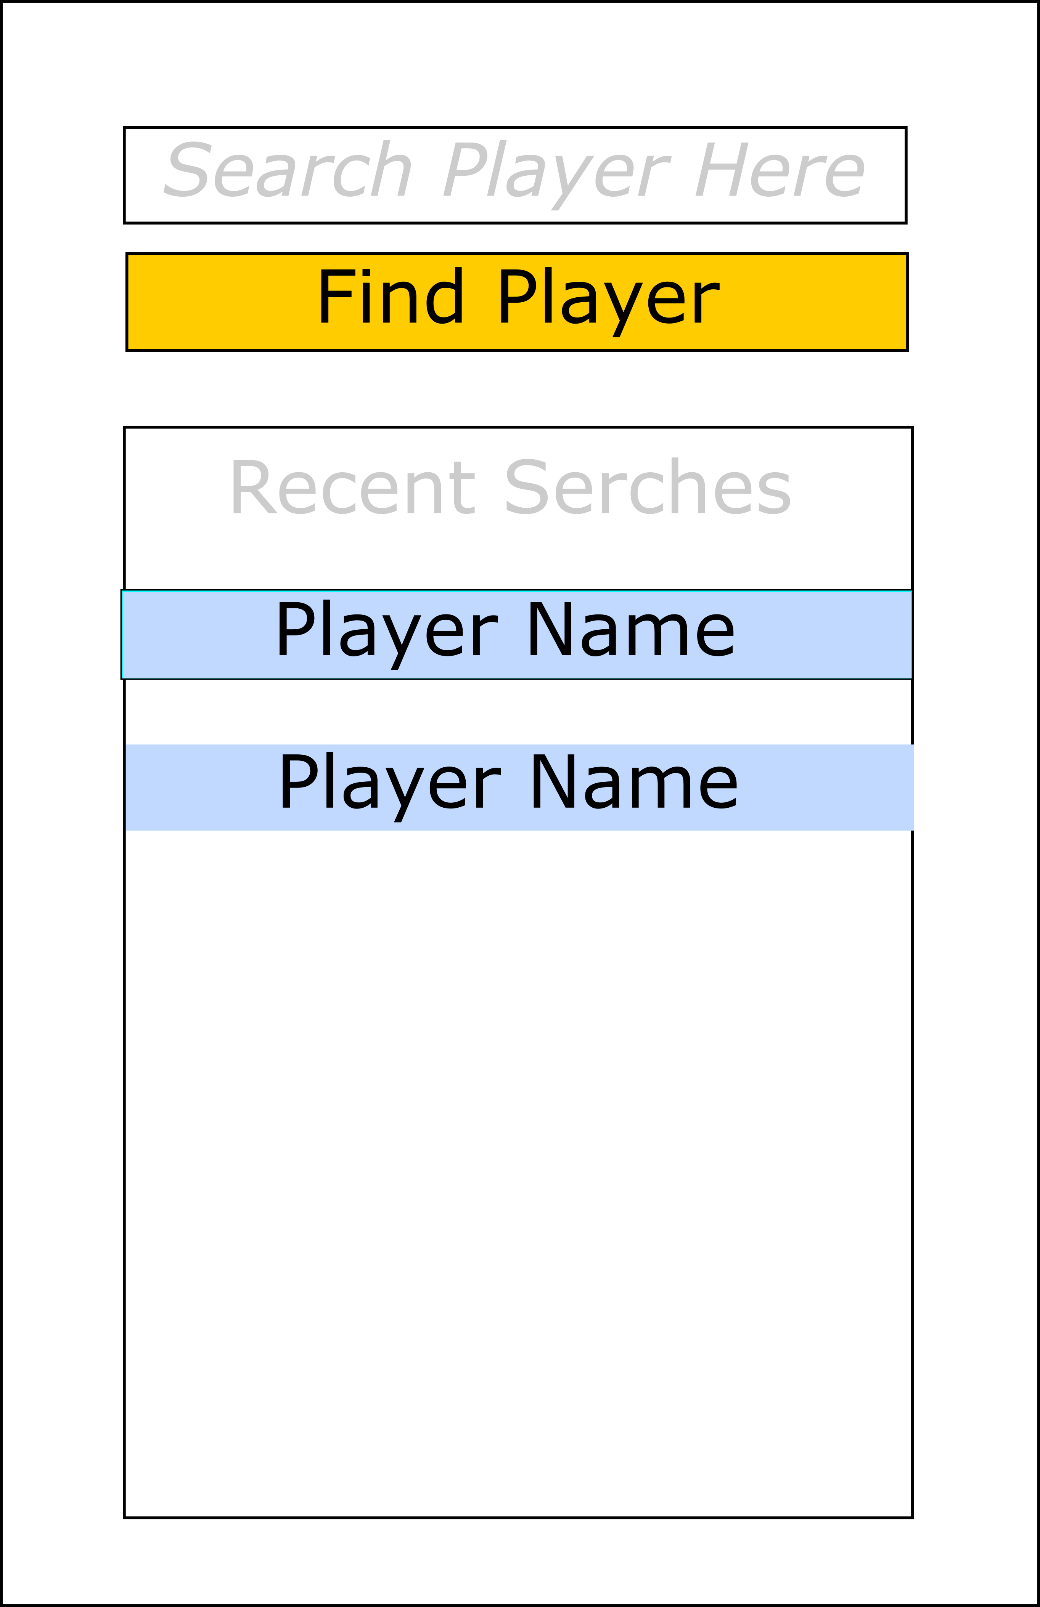 Search Player Here
Find Player
Recent Serches
Player Name
Player Name